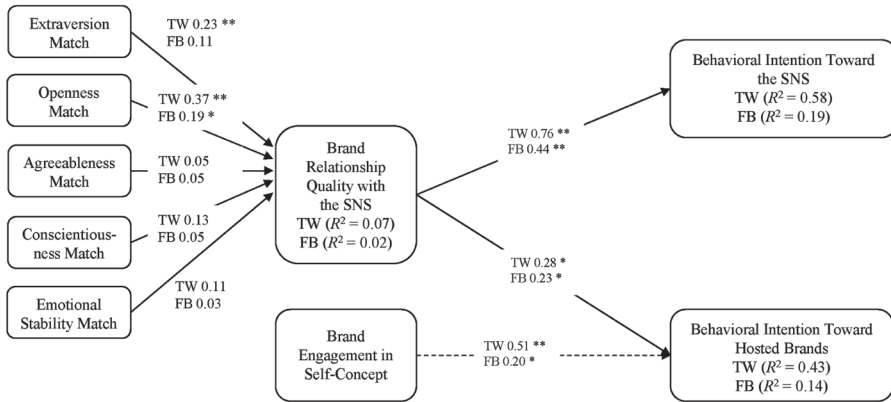 Extraversion
Match
TW 0.23 **
FB 0.11
Openness
Match
TW 0.37 **
FB 0.19 *
Agreeableness
Match
TW 0.05
FB 0.05
Conscientious-
ness Match
TW 0.13
FB 0.05
Emotional
Stability Match
TW 0.11
FB 0.03
Brand
Relationship
Quality with
the SNS
TW (R² = 0.07)
FB (R² = 0.02)
Brand
Engagement in
Self-Concept
TW 0.76 **
FB 0.44 **
TW 0.28 *
FB 0.23 *
TW 0.51 **
FB 0.20 *
Behavioral Intention Toward
the SNS
TW (R² = 0.58)
FB (R² = 0.19)
Behavioral Intention Toward
Hosted Brands
TW (R² = 0.43)
FB (R² = 0.14)